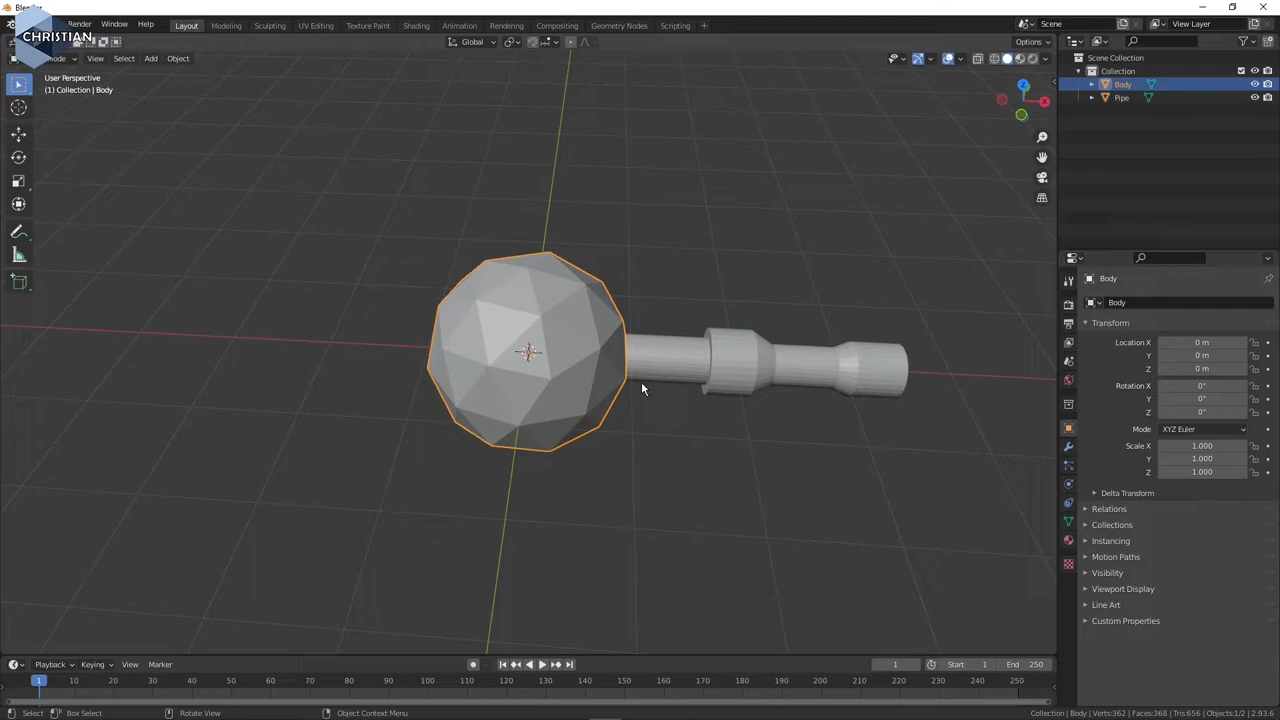 Blender
CHRISTIAN
Render Window Help
Layout Modeling Sculpting UV Editing Texture Paint Shading Animation Rendering Compositing Geometry Nodes Scripting +
Scene
View Layer
Global
Options
View Select Add Object
User Perspective
(1) Collection | Body
Z
X
Scene Collection
Collection
Body
Pipe
Body
Body
Transform
Location X 0 m
Y 0 m
Z 0 m
Rotation X 0°
Y 0°
Z 0°
Mode XYZ Euler
Scale X 1.000
Y 1.000
Z 1.000
Delta Transform
Relations
Collections
Instancing
Motion Paths
Visibility
Viewport Display
Line Art
Custom Properties
Playback Keying View Marker
1 Start 1 End 250
1 10 20 30 40 50 60 70 80 90 100 110 120 130 140 150 160 170 180 190 200 210 220 230 240 250
Select Box Select Rotate View Object Context Menu
Collection | Body | Verts:362 | Faces:368 | Tris:656 | Objects:1/2 | 2.93.6